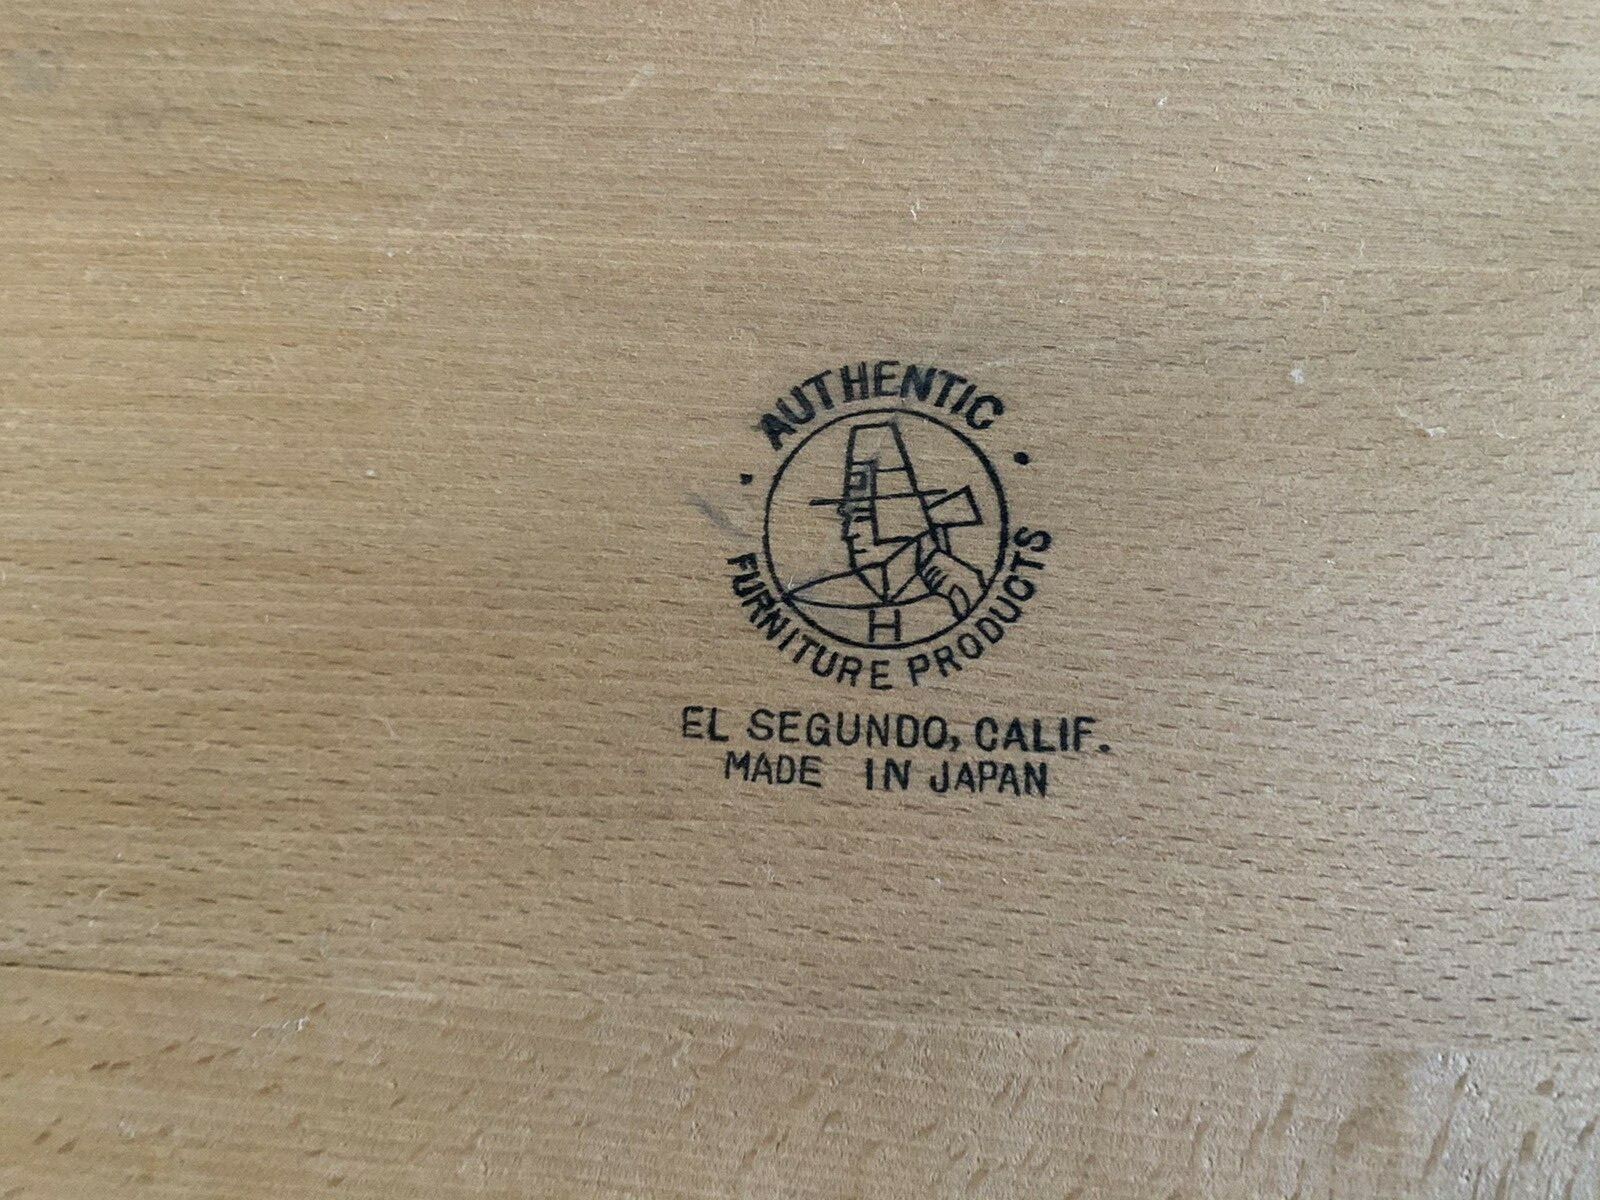 AUTHENTIC
H
FURNITURE PRODUCTS
EL SEGUNDO, CALIF.
MADE IN JAPAN